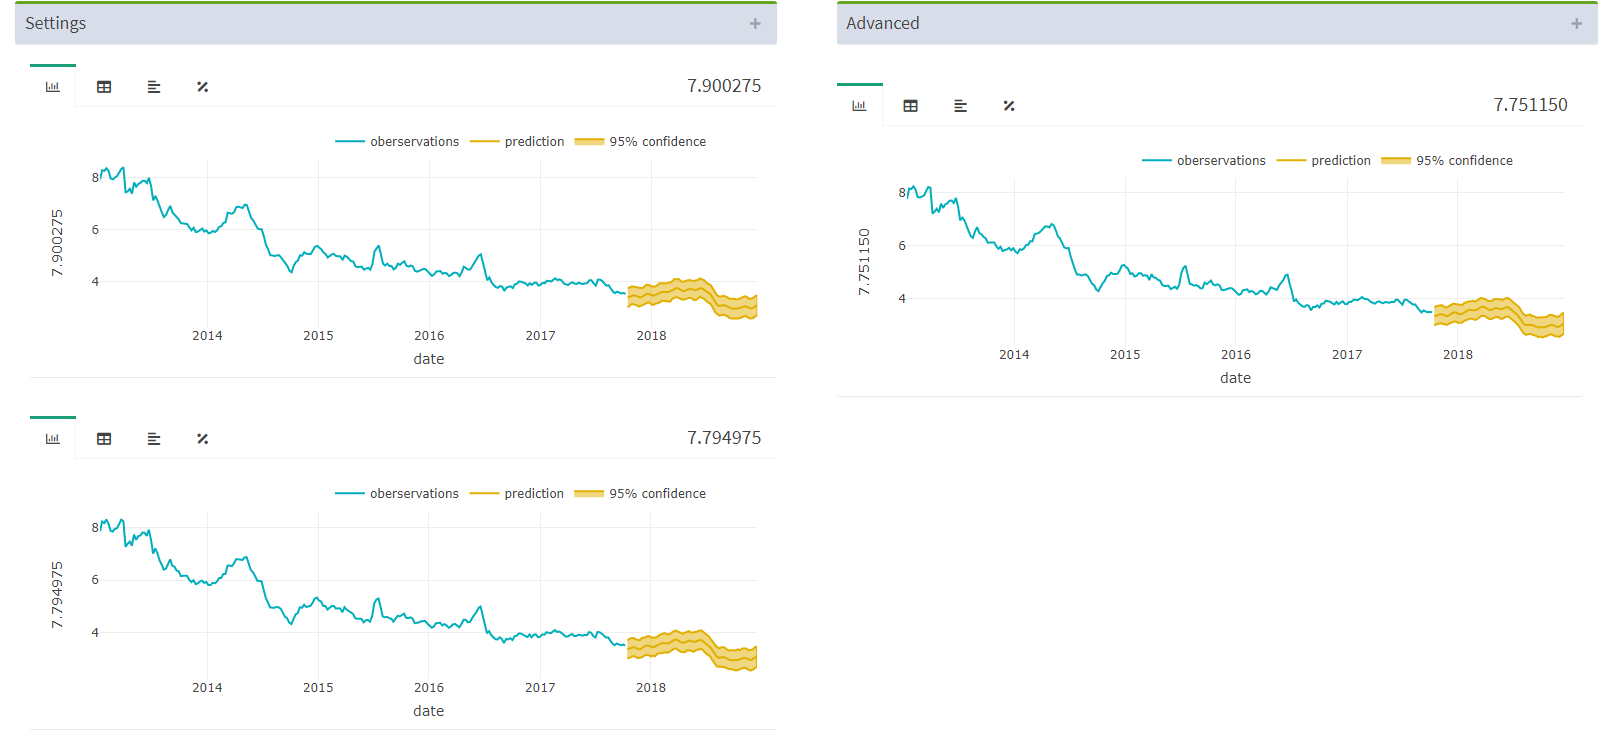 Settings +
Advanced +
7.900275
oberservations prediction 95% confidence
8
6
4
7.900275
2014 2015 2016 2017 2018
date
7.751150
oberservations prediction 95% confidence
8
6
4
7.751150
2014 2015 2016 2017 2018
date
7.794975
oberservations prediction 95% confidence
8
6
4
7.794975
2014 2015 2016 2017 2018
date